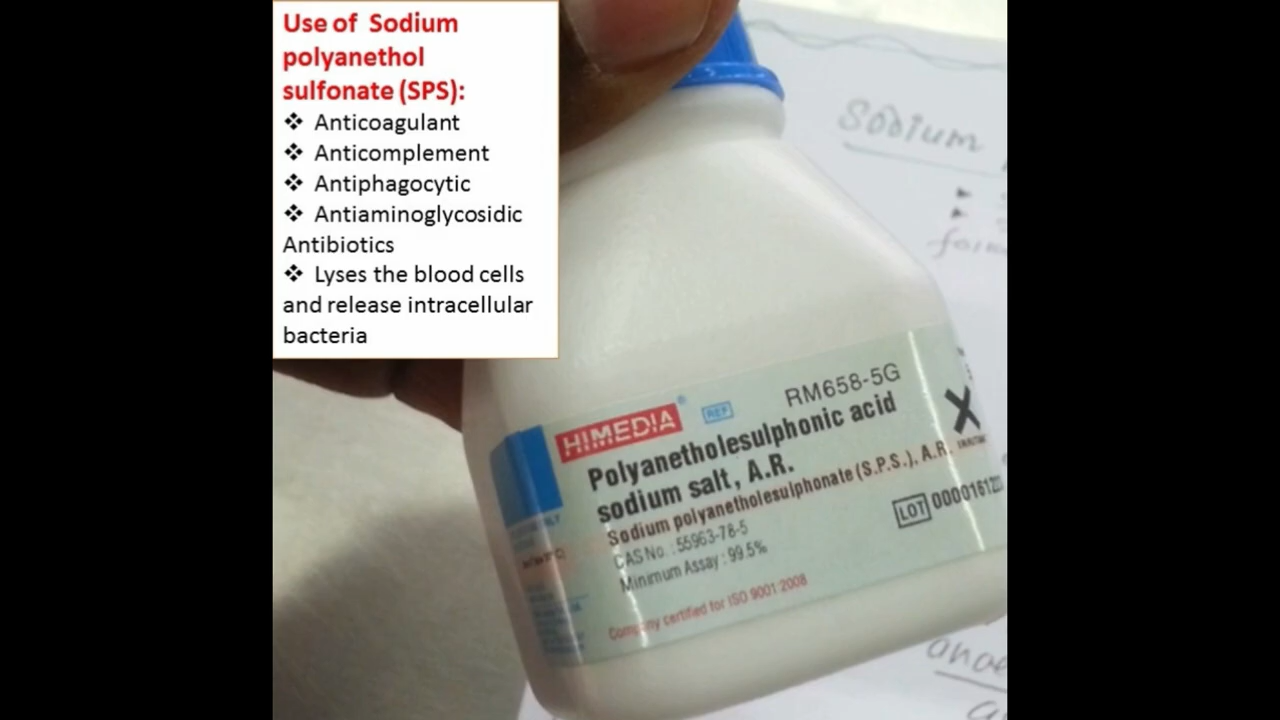 Use of Sodium
polyanethol
sulfonate (SPS):
❖ Anticoagulant
❖ Anticomplement
❖ Antiphagocytic
❖ Antiaminoglycosidic
Antibiotics
❖ Lyses the blood cells
and release intracellular
bacteria
Sodium
HIMEDIA® REF RM658-5G
Polyanetholesulphonic acid
sodium salt, A.R.
Sodium polyanetholesulphonate (S.P.S.), A.R.
CAS No. : 55963-78-5
Minimum Assay : 99.5%
LOT 0000161
Company certified for ISO 9001:2008